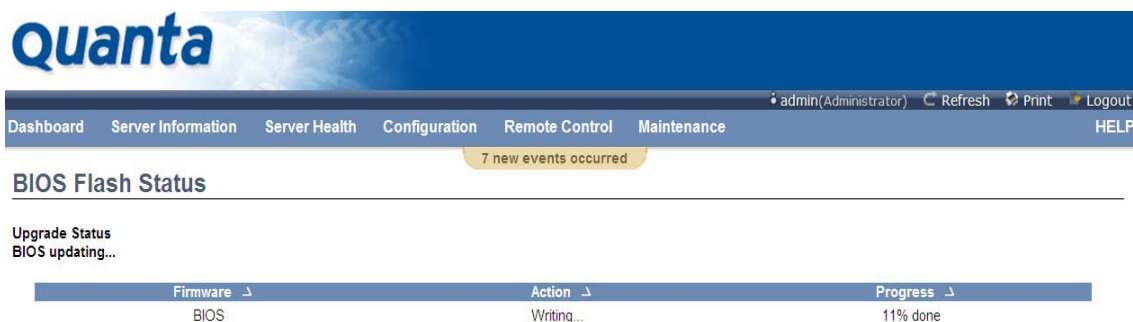 Quanta
admin(Administrator) Refresh Print Logout
Dashboard Server Information Server Health Configuration Remote Control Maintenance HELP
7 new events occurred
BIOS Flash Status
Upgrade Status
BIOS updating...
Firmware Action Progress
BIOS Writing... 11% done